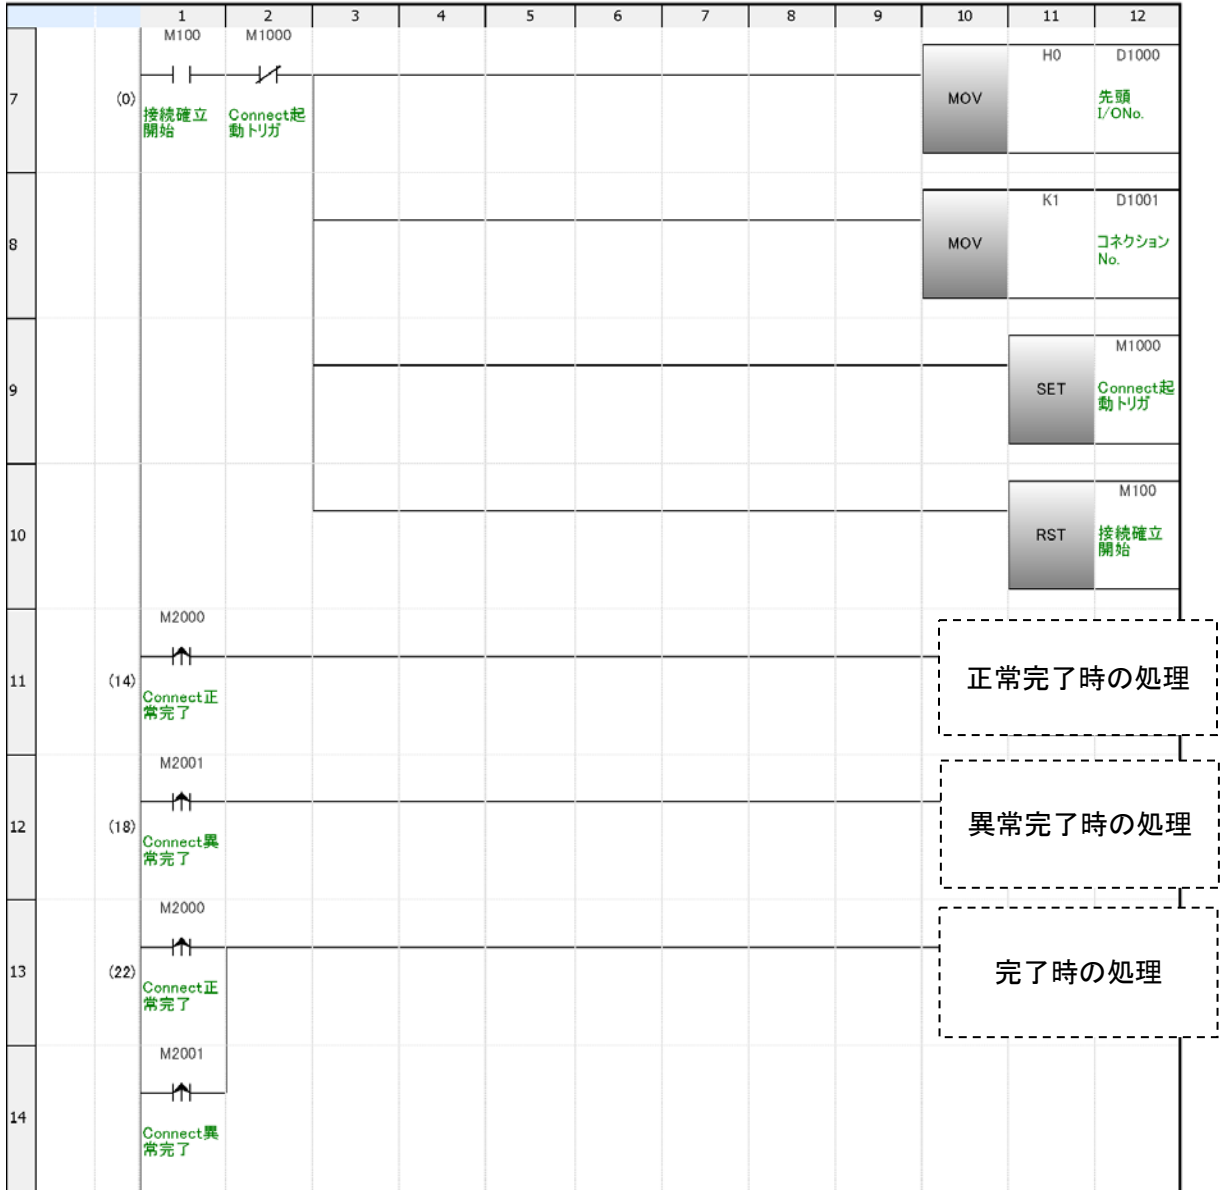 1 2 3 4 5 6 7 8 9 10 11 12
M100 M1000 H0 D1000
7 (0) MOV
接続確立 Connect起 先頭
開始 動トリガ I/ONo.
K1 D1001
8 MOV コネクション
No.
M1000
9 SET Connect起
動トリガ
M100
10 RST 接続確立
開始
M2000
11 (14) 正常完了時の処理
Connect正
常完了
M2001
12 (18) 異常完了時の処理
Connect異
常完了
M2000
13 (22) 完了時の処理
Connect正
常完了
M2001
14
Connect異
常完了